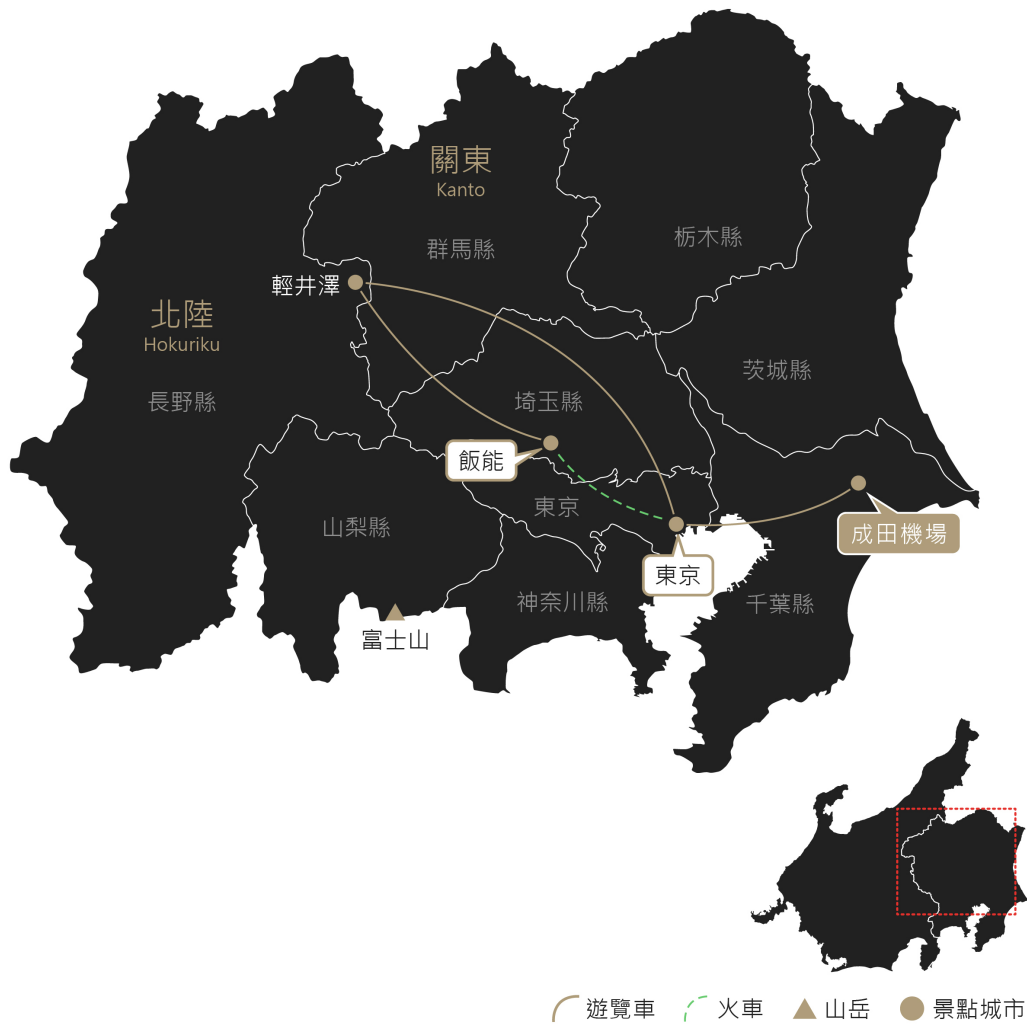 關東
Kanto
栃木縣
群馬縣
輕井澤
北陸
Hokuriku
茨城縣
長野縣
埼玉縣
飯能
東京
山梨縣
成田機場
東京
神奈川縣
千葉縣
富士山
遊覽車
火車
山岳
景點城市